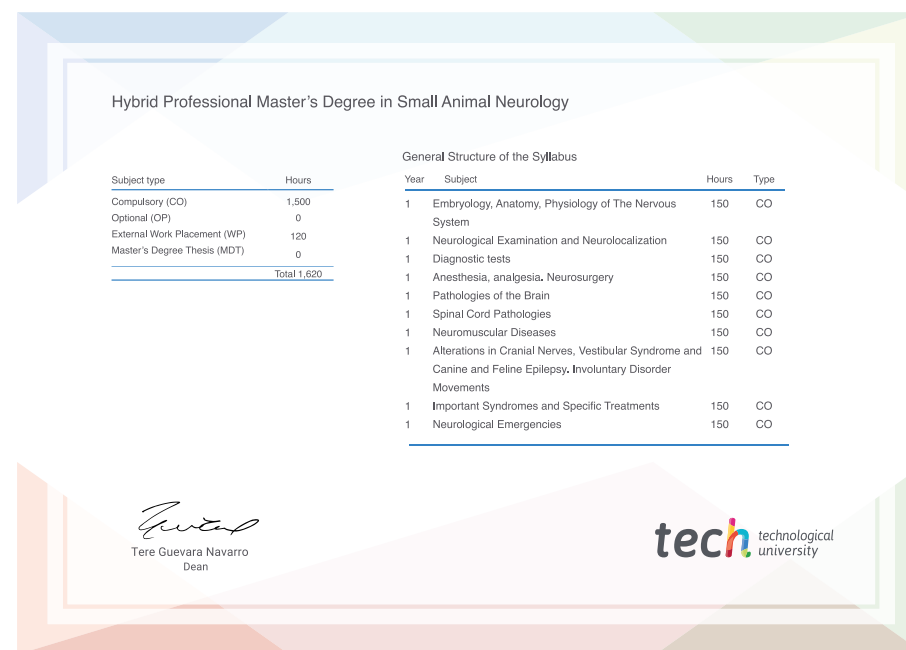 Hybrid Professional Master's Degree in Small Animal Neurology
Subject type Hours
Compulsory (CO) 1,500
Optional (OP) 0
External Work Placement (WP) 120
Master's Degree Thesis (MDT) 0
Total 1,620
General Structure of the Syllabus
Year Subject Hours Type
1 Embryology, Anatomy, Physiology of The Nervous 150 CO
System
1 Neurological Examination and Neurolocalization 150 CO
1 Diagnostic tests 150 CO
1 Anesthesia, analgesia. Neurosurgery 150 CO
1 Pathologies of the Brain 150 CO
1 Spinal Cord Pathologies 150 CO
1 Neuromuscular Diseases 150 CO
1 Alterations in Cranial Nerves, Vestibular Syndrome and 150 CO
Canine and Feline Epilepsy. Involuntary Disorder
Movements
1 Important Syndromes and Specific Treatments 150 CO
1 Neurological Emergencies 150 CO
Tere Guevara Navarro
Dean
tech technological
university